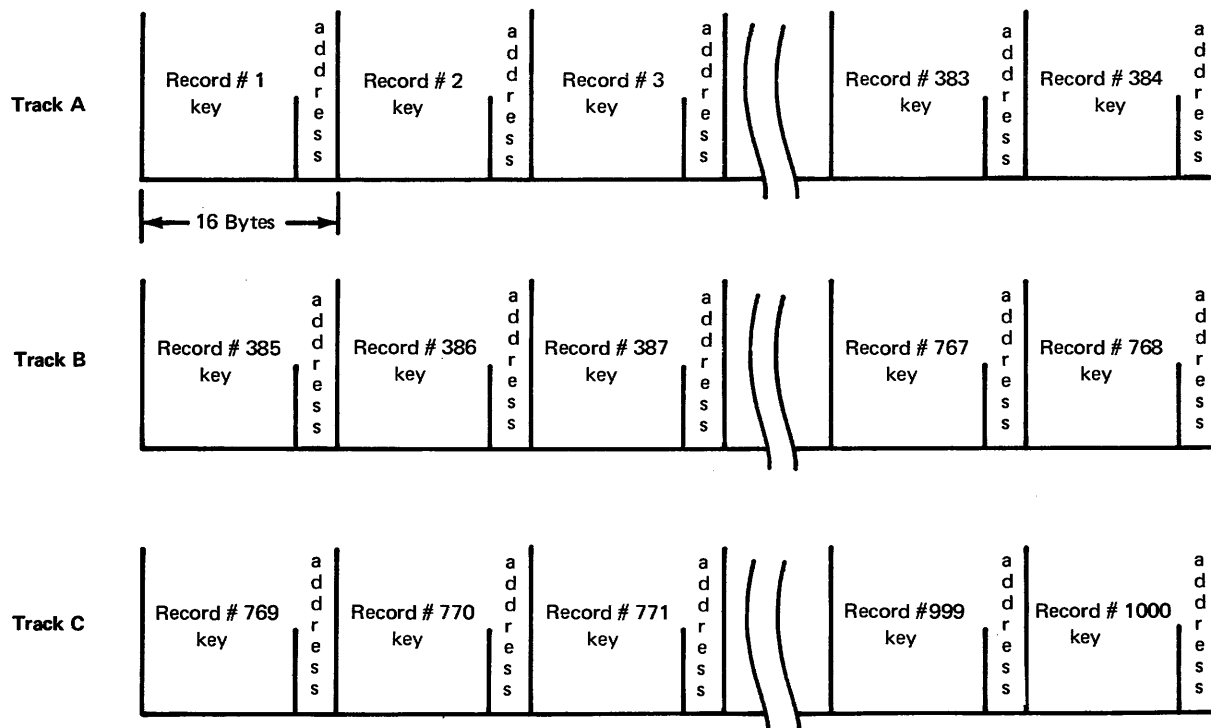 Track A
Record # 1
key
address
Record # 2
key
address
Record # 3
key
address
Record # 383
key
address
Record # 384
key
address
16 Bytes
Track B
Record # 385
key
address
Record # 386
key
address
Record # 387
key
address
Record # 767
key
address
Record # 768
key
address
Track C
Record # 769
key
address
Record # 770
key
address
Record # 771
key
address
Record #999
key
address
Record # 1000
key
address